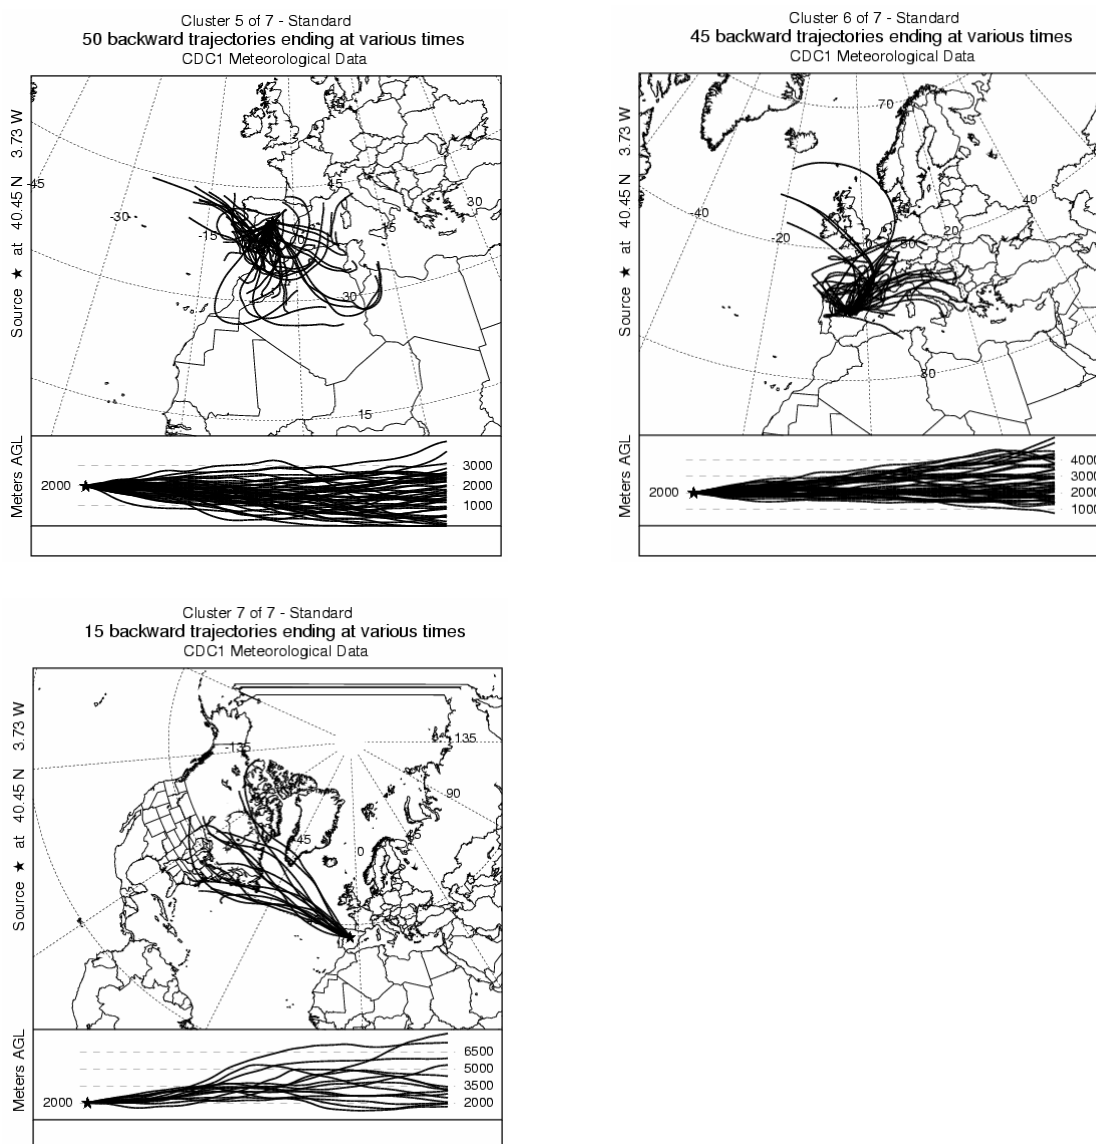 Cluster 5 of 7 - Standard
50 backward trajectories ending at various times
CDC1 Meteorological Data
Source ★ at 40.45 N 3.73 W
45
-30
-15
45
30
15
30
15
Meters AGL
2000
3000
2000
1000
Cluster 6 of 7 - Standard
45 backward trajectories ending at various times
CDC1 Meteorological Data
Source ★ at 40.45 N 3.73 W
70
-40
-20
40
20
30
Meters AGL
2000
4000
3000
2000
1000
Cluster 7 of 7 - Standard
15 backward trajectories ending at various times
CDC1 Meteorological Data
Source ★ at 40.45 N 3.73 W
-135
135
90
45
-45
0
Meters AGL
2000
6500
5000
3500
2000